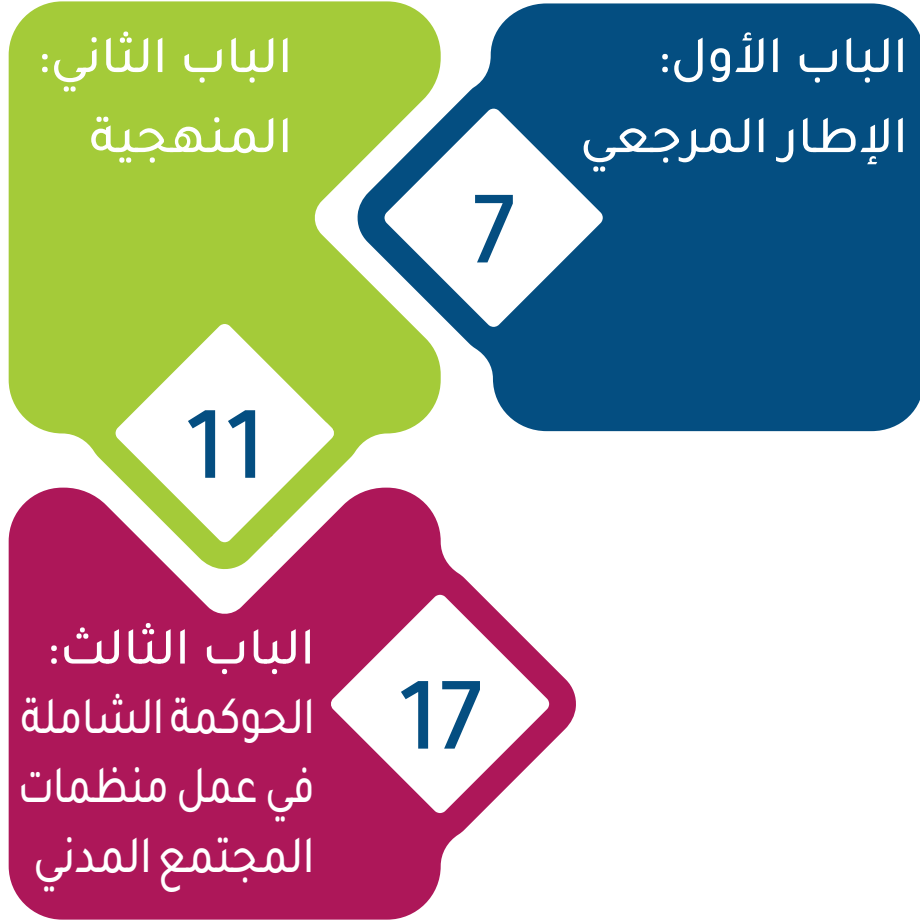 الباب الأول:
الإطار المرجعي
7
الباب الثاني:
المنهجية
11
الباب الثالث:
الحوكمة الشاملة
في عمل منظمات
المجتمع المدني
17